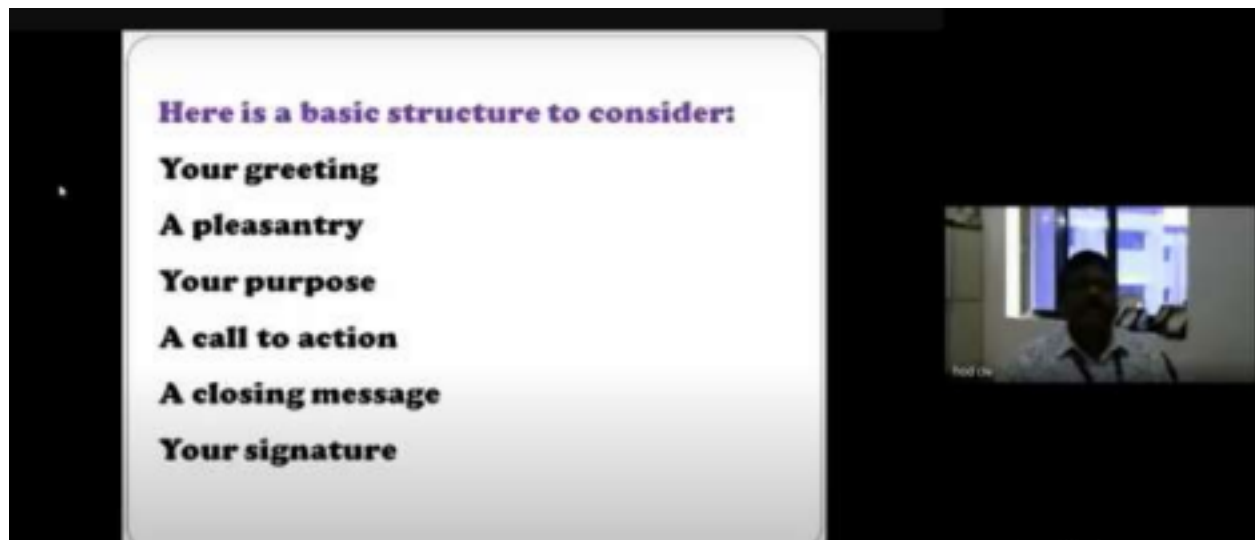 Here is a basic structure to consider:
Your greeting
A pleasantry
Your purpose
A call to action
A closing message
Your signature